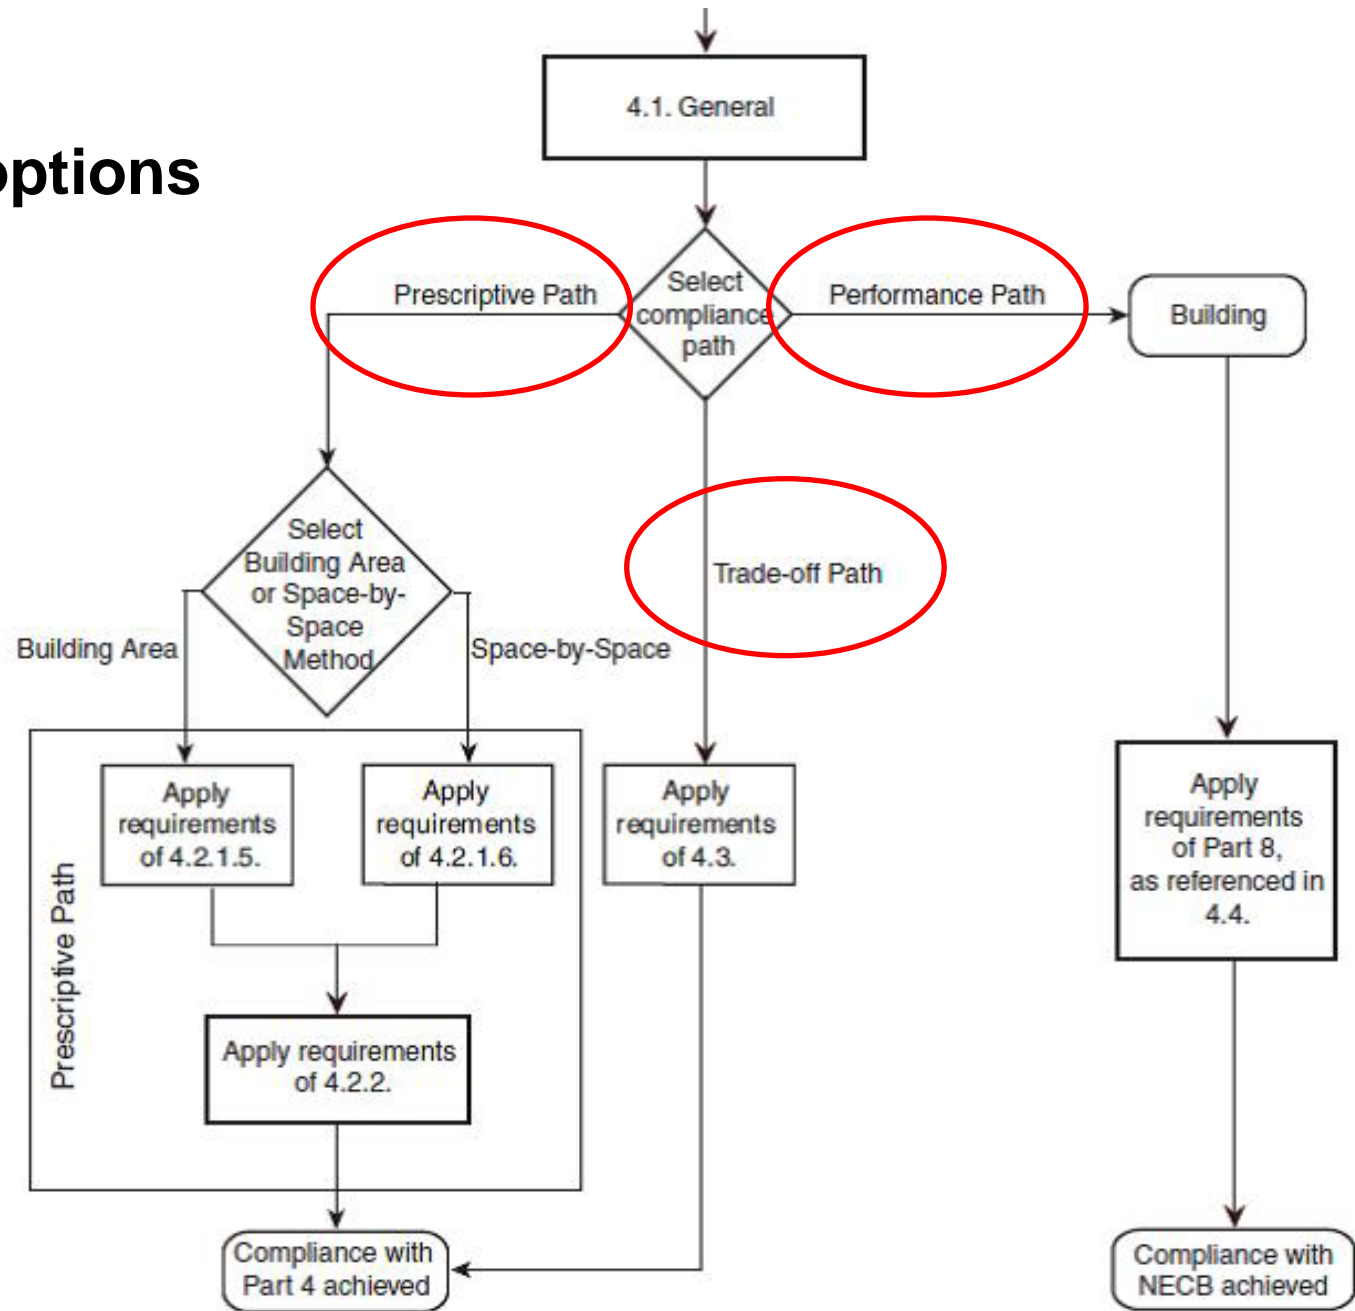 options
4.1. General
Select
compliance
path
Prescriptive Path
Performance Path
Building
Trade-off Path
Select
Building Area
or Space-by-
Space
Method
Building Area
Space-by-Space
Prescriptive Path
Apply
requirements
of 4.2.1.5.
Apply
requirements
of 4.2.1.6.
Apply
requirements
of 4.3.
Apply
requirements
of Part 8,
as referenced in
4.4.
Apply requirements
of 4.2.2.
Compliance with
Part 4 achieved
Compliance with
NECB achieved